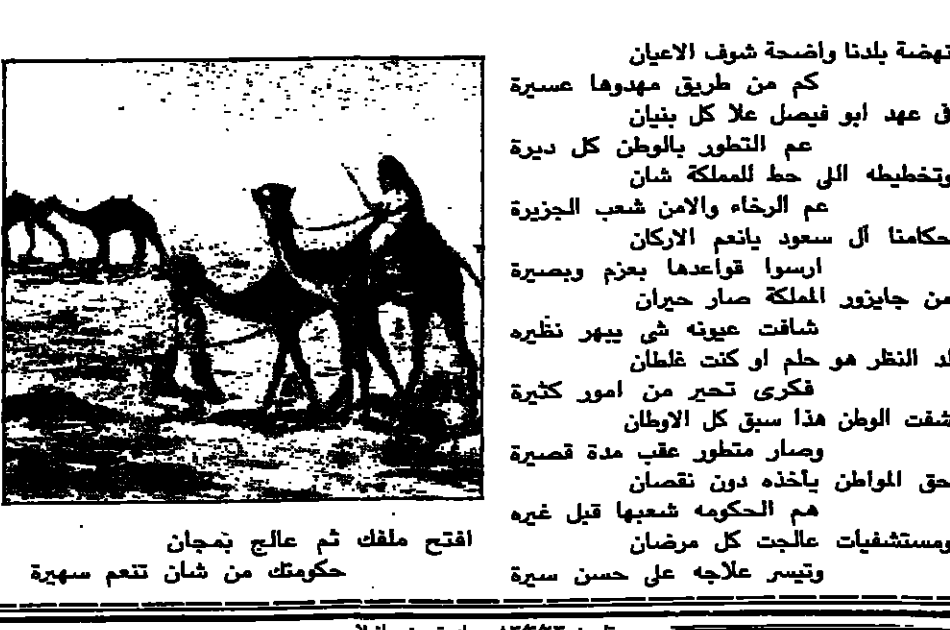 نهضة بلدنا واضحة شوف الاعيان
كم من طريق مهدوها عسيرة
في عهد ابو فيصل علا كل بنيان
عم التطور بالوطن كل ديرة
وتخطيطه اللي حط للمملكة شان
عم الرخاء والامن شعب الجزيرة
حكامنا آل سعود يانعم الاركان
ارسوا قواعدها بعزم وبصيرة
من جايزور المملكة صار حيران
شافت عيونه شي يبهر نظيره
النظر هو حلم او كنت غلطان
فكرى تحير من امور كثيرة
شفت الوطن هذا سبق كل الاوطان
وصار متطور عقب مدة قصيرة
حق المواطن يأخذه دون نقصان
هم الحكومه شعبها قبل غيره
ومستشفيات عالجت كل مرضان
وتيسر علاجه على حسن سيرة
افتح ملفك ثم عالج بمجان
حكومتك من شان تنعم سهيرة